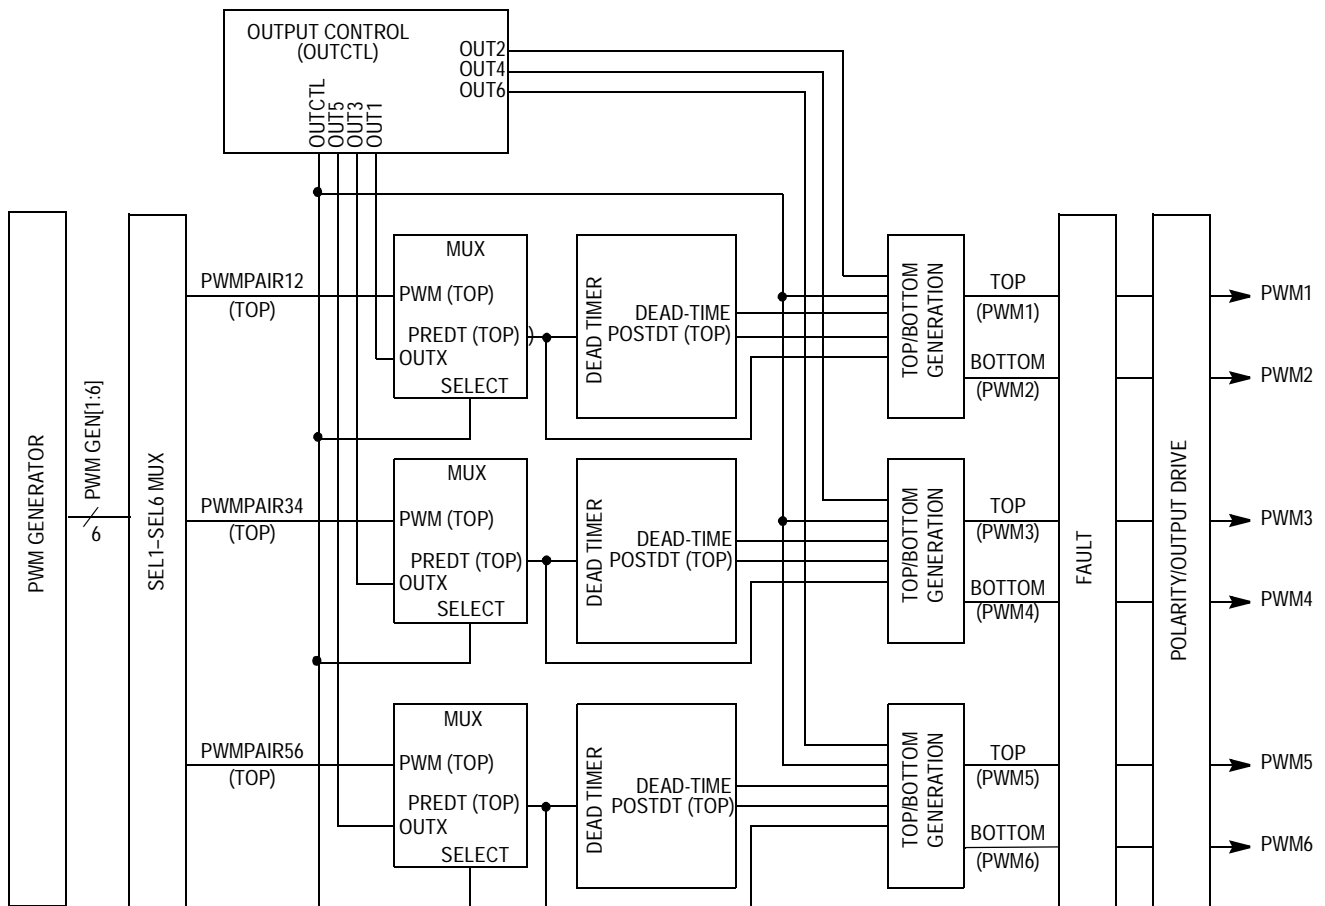 OUTPUT CONTROL
(OUTCTL)
OUT2
OUT4
OUT6
OUTCTL
OUT5
OUT3
OUT1
PWM GENERATOR
PWM GEN[1:6]
6
SEL1–SEL6 MUX
PWMPAIR12
(TOP)
MUX
PWM (TOP)
PREDT (TOP) )
OUTX
SELECT
DEAD TIMER
DEAD-TIME
POSTDT (TOP)
TOP/BOTTOM
GENERATION
TOP
(PWM1)
BOTTOM
(PWM2)
PWM1
PWM2
PWMPAIR34
(TOP)
MUX
PWM (TOP)
PREDT (TOP)
OUTX
SELECT
DEAD TIMER
DEAD-TIME
POSTDT (TOP)
TOP/BOTTOM
GENERATION
TOP
(PWM3)
BOTTOM
(PWM4)
FAULT
POLARITY/OUTPUT DRIVE
PWM3
PWM4
PWMPAIR56
(TOP)
MUX
PWM (TOP)
PREDT (TOP)
OUTX
SELECT
DEAD TIMER
DEAD-TIME
POSTDT (TOP)
TOP/BOTTOM
GENERATION
TOP
(PWM5)
BOTTOM
(PWM6)
PWM5
PWM6